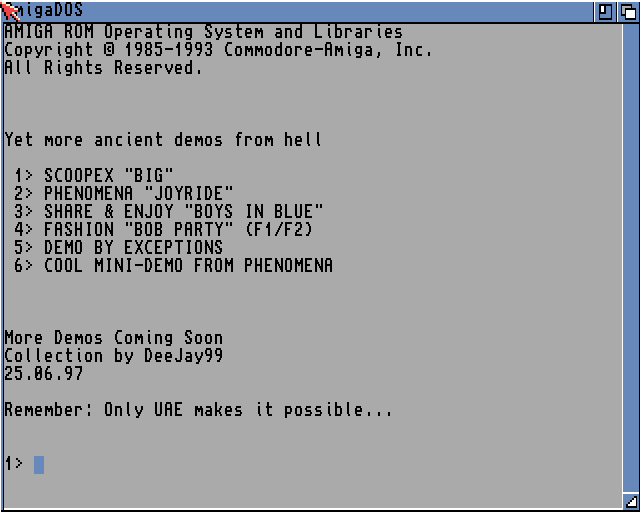 AmigaDOS
AMIGA ROM Operating System and Libraries
Copyright © 1985-1993 Commodore-Amiga, Inc.
All Rights Reserved.
Yet more ancient demos from hell
1> SCOOPEX "BIG"
2> PHENOMENA "JOYRIDE"
3> SHARE & ENJOY "BOYS IN BLUE"
4> FASHION "BOB PARTY" (F1/F2)
5> DEMO BY EXCEPTIONS
6> COOL MINI-DEMO FROM PHENOMENA
More Demos Coming Soon
Collection by DeeJay99
25.06.97
Remember: Only UAE makes it possible...
1>